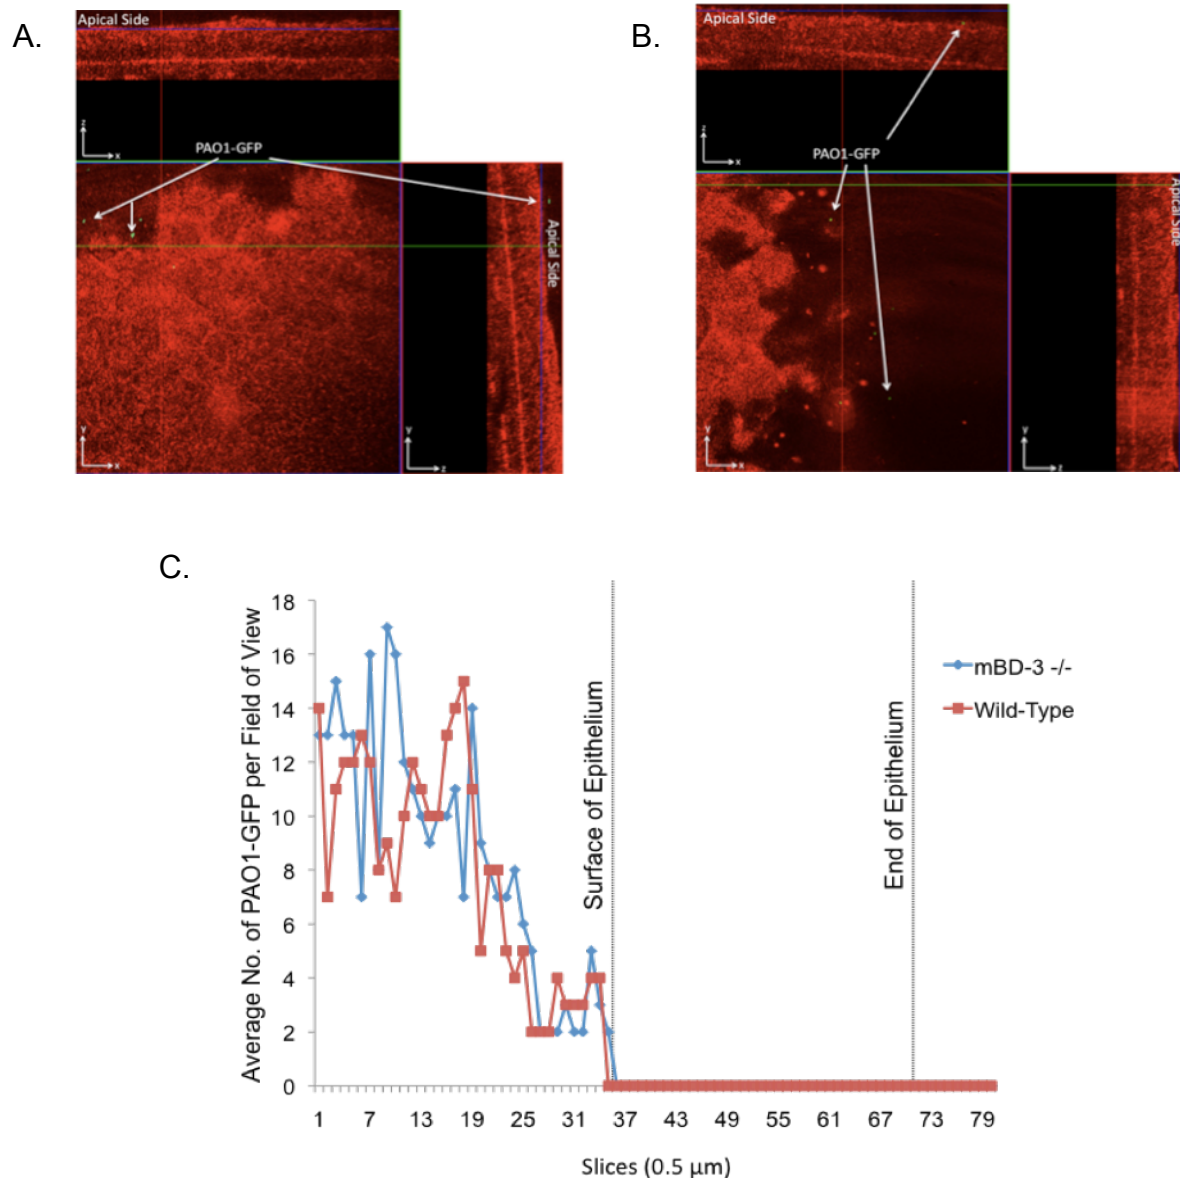 A.
Apical Side
z
x
PAO1-GFP
Apical Side
Y
x
y
z
B.
Apical Side
z
x
PAO1-GFP
Apical Side
Y
x
y
z
C.
Average No. of PAO1-GFP per Field of View
18
16
14
12
10
8
6
4
2
0
Surface of Epithelium
End of Epithelium
mBD-3 -/-
Wild-Type
1 7 13 19 25 31 37 43 49 55 61 67 73 79
Slices (0.5 µm)